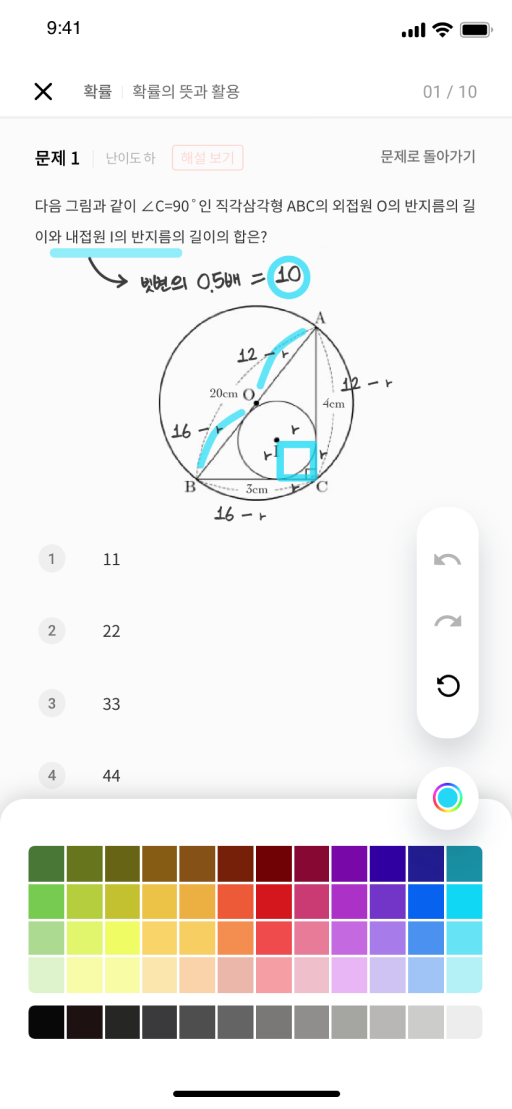 9:41
확률 확률의 뜻과 활용 01 / 10
문제 1 난이도 하 해설 보기 문제로 돌아가기
다음 그림과 같이 ∠C=90˚인 직각삼각형 ABC의 외접원 O의 반지름의 길
이와 내접원 I의 반지름의 길이의 합은?
빗변의 0.5배 = 10
A
12 - r
12 - r
20cm O
4cm
16 - r
r
r I r
B 3cm r C
16 - r
1 11
2 22
3 33
4 44